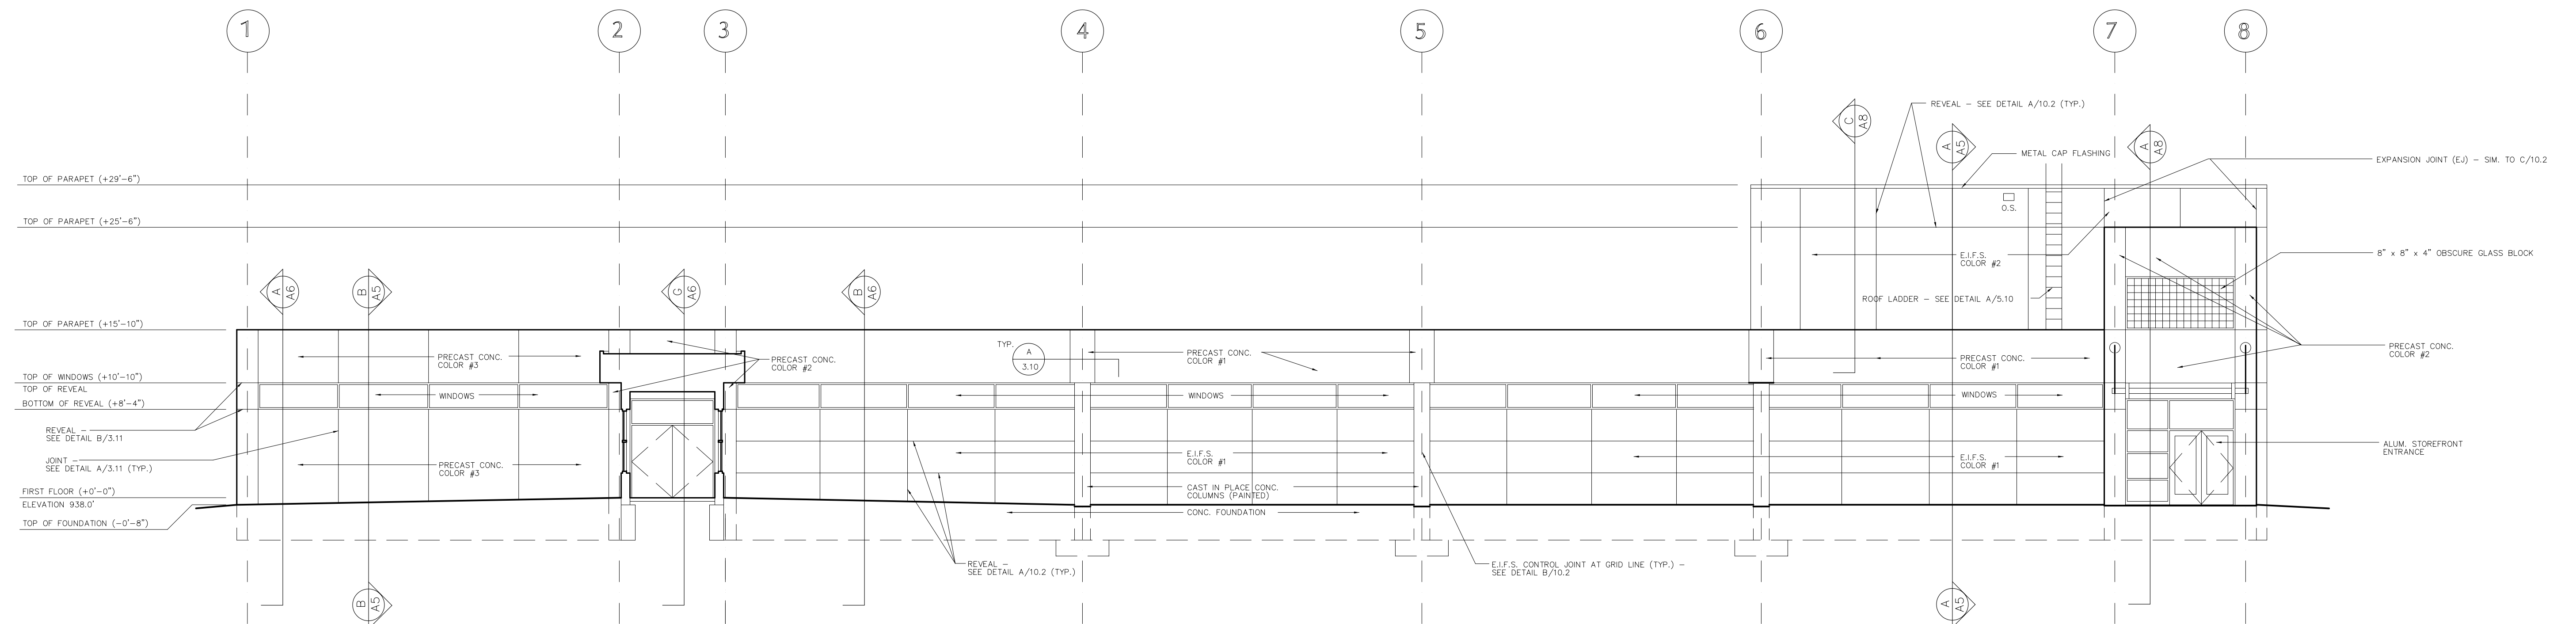 1
2
3
4
5
6
7
8
REVEAL – SEE DETAIL A/10.2 (TYP.)
C
A8
A
A5
A
A8
METAL CAP FLASHING
EXPANSION JOINT (EJ) – SIM. TO C/10.2
TOP OF PARAPET (+29'–6")
O.S.
TOP OF PARAPET (+25'–6")
E.I.F.S.
COLOR #2
8" x 8" x 4" OBSCURE GLASS BLOCK
A
A6
B
A5
G
A6
B
A6
ROOF LADDER – SEE DETAIL A/5.10
TOP OF PARAPET (+15'–10")
PRECAST CONC.
COLOR #3
PRECAST CONC.
COLOR #2
TYP.
A
3.10
PRECAST CONC.
COLOR #1
PRECAST CONC.
COLOR #1
PRECAST CONC.
COLOR #2
TOP OF WINDOWS (+10'–10")
TOP OF REVEAL
WINDOWS
WINDOWS
WINDOWS
BOTTOM OF REVEAL (+8'–4")
REVEAL –
SEE DETAIL B/3.11
ALUM. STOREFRONT
ENTRANCE
JOINT –
SEE DETAIL A/3.11 (TYP.)
PRECAST CONC.
COLOR #3
E.I.F.S.
COLOR #1
E.I.F.S.
COLOR #1
FIRST FLOOR (+0'–0")
ELEVATION 938.0'
CAST IN PLACE CONC.
COLUMNS (PAINTED)
CONC. FOUNDATION
TOP OF FOUNDATION (–0'–8")
REVEAL –
SEE DETAIL A/10.2 (TYP.)
E.I.F.S. CONTROL JOINT AT GRID LINE (TYP.) –
SEE DETAIL B/10.2
B
A5
A
A5